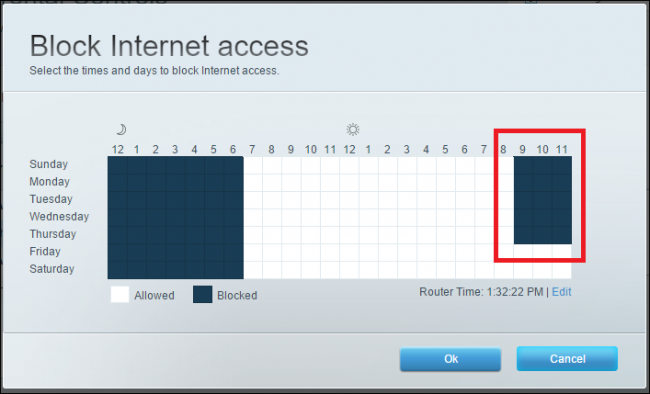 Block Internet access
Select the times and days to block Internet access.
12 1 2 3 4 5 6 7 8 9 10 11 12 1 2 3 4 5 6 7 8 9 10 11
Sunday
Monday
Tuesday
Wednesday
Thursday
Friday
Saturday
Allowed Blocked Router Time: 1:32:22 PM | Edit
Ok Cancel